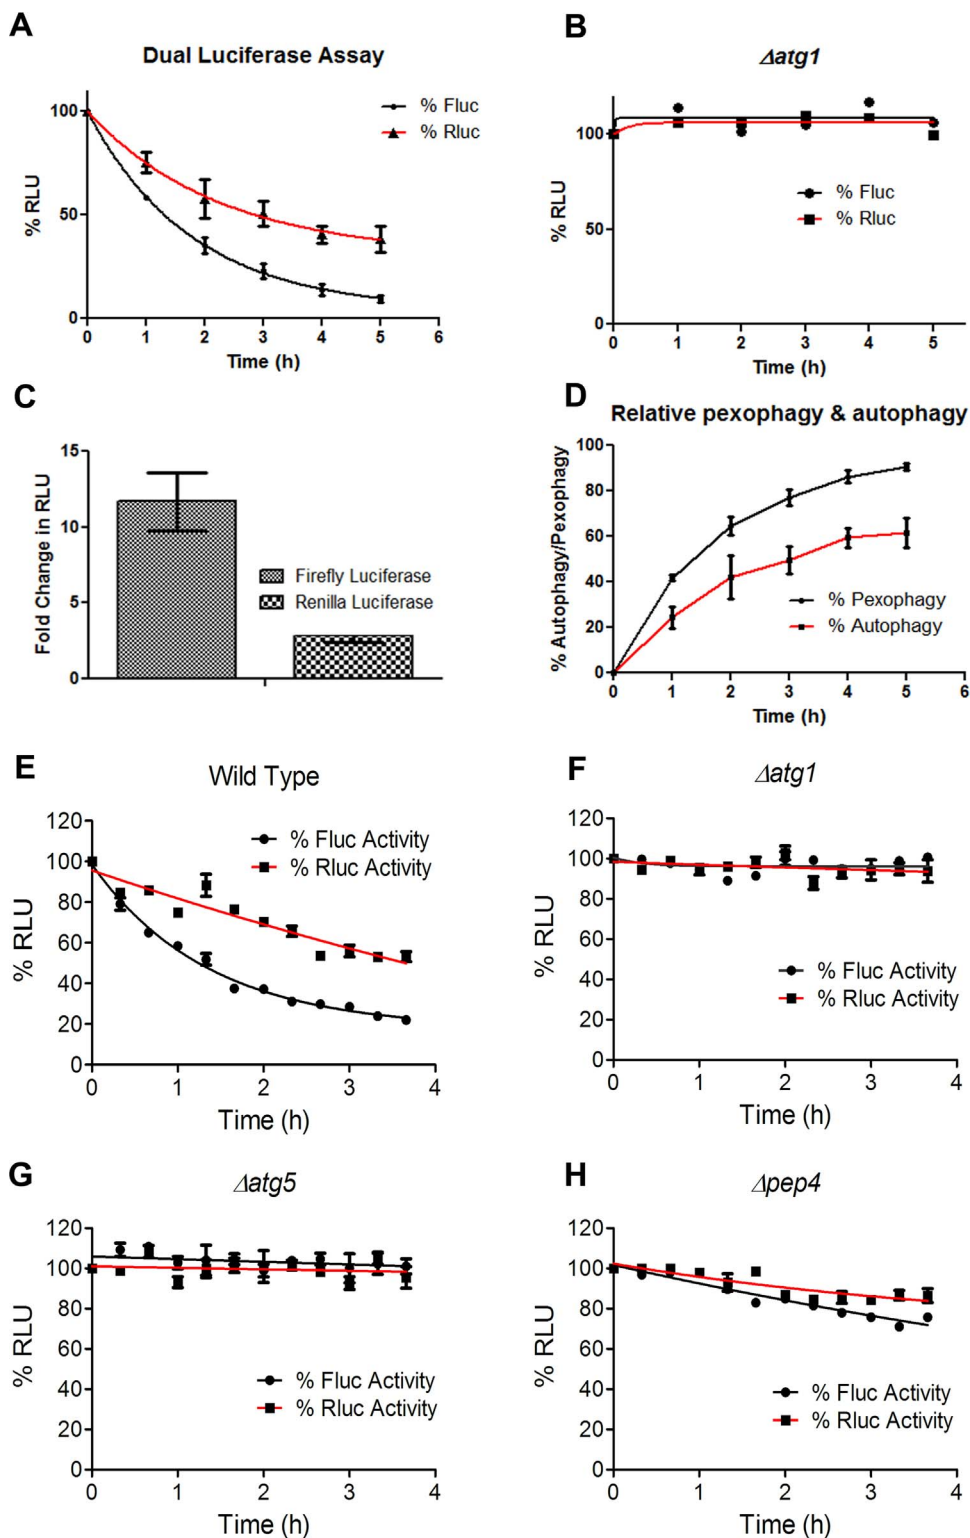 A
Dual Luciferase Assay
% Fluc
% Rluc
100
50
0
% RLU
0 1 2 3 4 5 6
Time (h)
B
Δatg1
100
50
0
% RLU
% Fluc
% Rluc
0 1 2 3 4 5
Time (h)
C
15
10
5
0
Fold Change in RLU
Firefly Luciferase
Renilla Luciferase
D
Relative pexophagy & autophagy
100
80
60
40
20
0
% Autophagy/Pexophagy
% Pexophagy
% Autophagy
0 1 2 3 4 5 6
Time (h)
E
Wild Type
120
100
80
60
40
20
0
% RLU
% Fluc Activity
% Rluc Activity
0 1 2 3 4
Time (h)
F
Δatg1
120
100
80
60
40
20
0
% RLU
% Fluc Activity
% Rluc Activity
0 1 2 3 4
Time (h)
G
Δatg5
120
100
80
60
40
20
0
% RLU
% Fluc Activity
% Rluc Activity
0 1 2 3 4
Time (h)
H
Δpep4
120
100
80
60
40
20
0
% RLU
% Fluc Activity
% Rluc Activity
0 1 2 3 4
Time (h)